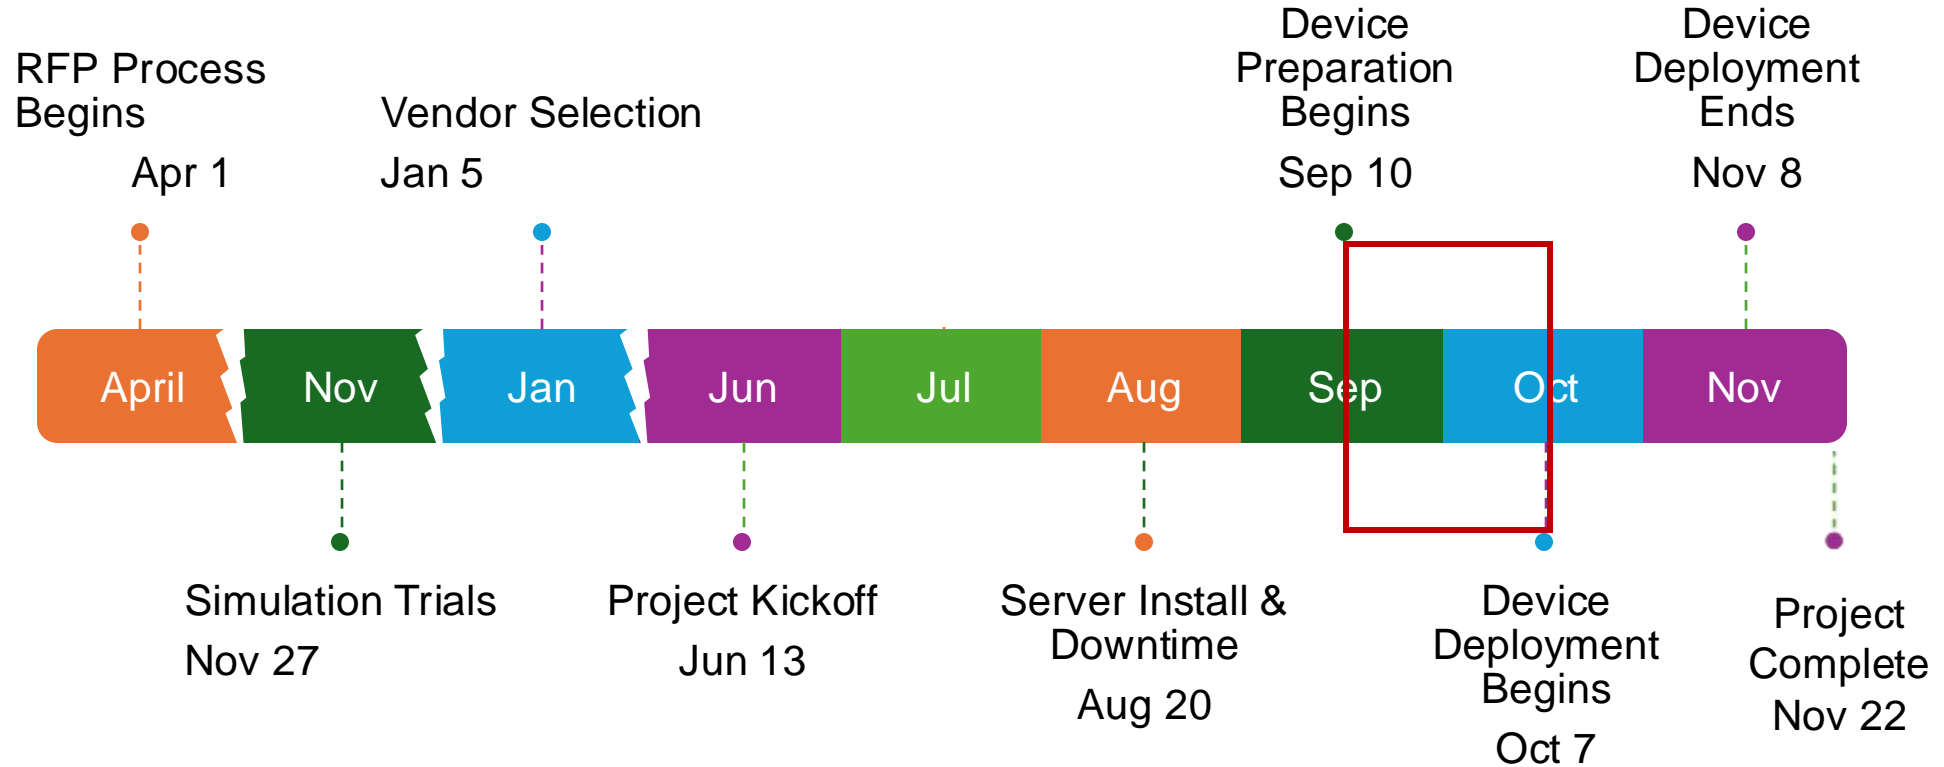 RFP Process
Begins
Apr 1
Vendor Selection
Jan 5
Device
Preparation
Begins
Sep 10
Device
Deployment
Ends
Nov 8
April
Nov
Jan
Jun
Jul
Aug
Sep
Oct
Nov
Simulation Trials
Nov 27
Project Kickoff
Jun 13
Server Install &
Downtime
Aug 20
Device
Deployment
Begins
Oct 7
Project
Complete
Nov 22